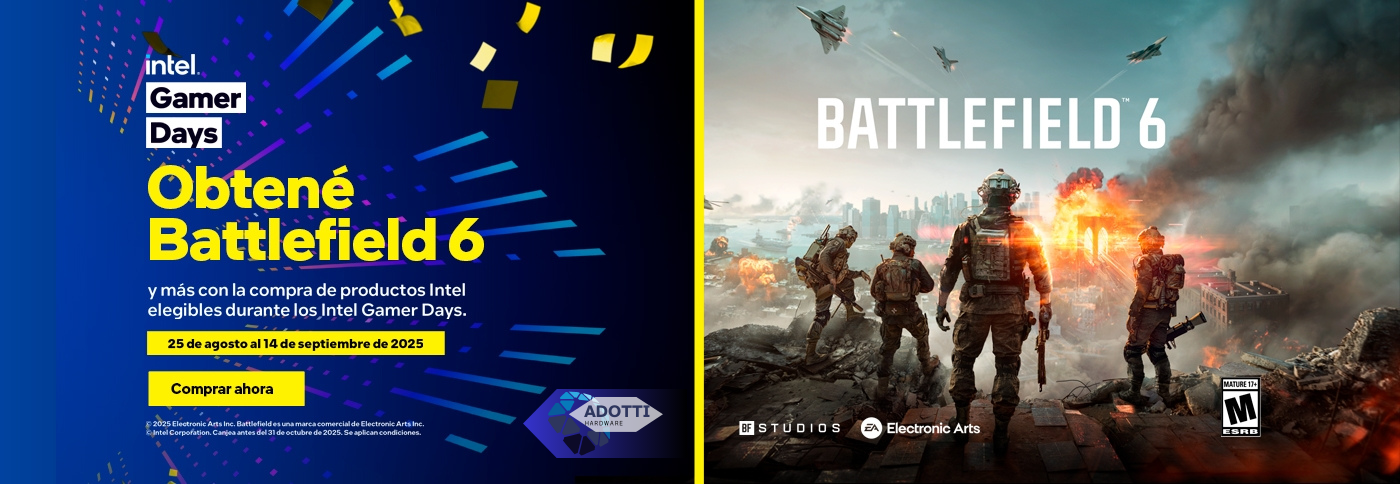 intel.
Gamer
Days
Obtené
Battlefield 6
y más con la compra de productos Intel
elegibles durante los Intel Gamer Days.
25 de agosto al 14 de septiembre de 2025
Comprar ahora
© 2025 Electronic Arts Inc. Battlefield es una marca comercial de Electronic Arts Inc.
© Intel Corporation. Canjea antes del 31 de octubre de 2025. Se aplican condiciones.
ADOTTI
HARDWARE
BATTLEFIELD™ 6
BF STUDIOS
EA Electronic Arts
MATURE 17+
M
ESRB